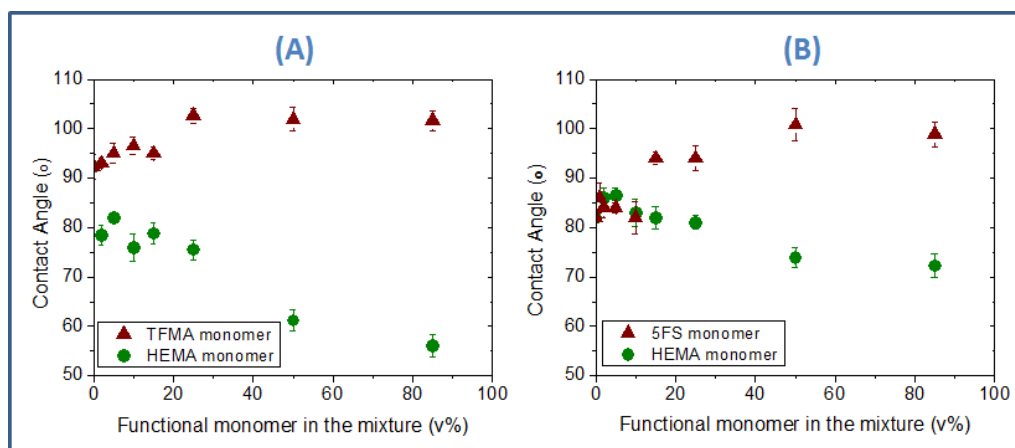 (A)
110
100
90
80
70
60
50
Contact Angle (o)
TFMA monomer
HEMA monomer
0 20 40 60 80 100
Functional monomer in the mixture (v%)
(B)
110
100
90
80
70
60
50
Contact Angle (o)
5FS monomer
HEMA monomer
0 20 40 60 80 100
Functional monomer in the mixture (v%)